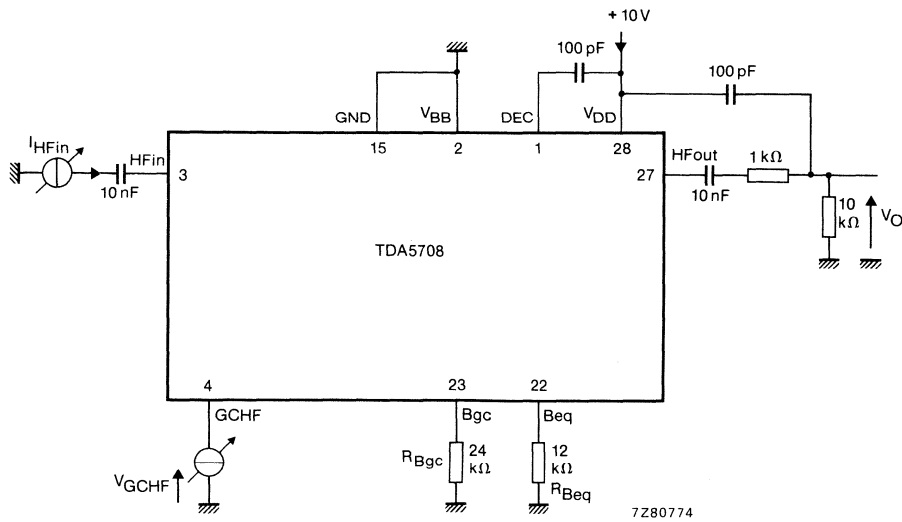 + 10 V
100 pF
100 pF
GND
V_BB
DEC
V_DD
15
2
1
28
I_HFin
HFin
3
10 nF
HFout
27
10 nF
1 kΩ
10 kΩ
V_O
TDA5708
4
23
22
GCHF
Bgc
Beq
V_GCHF
R_Bgc
24 kΩ
12 kΩ
R_Beq
7Z80774